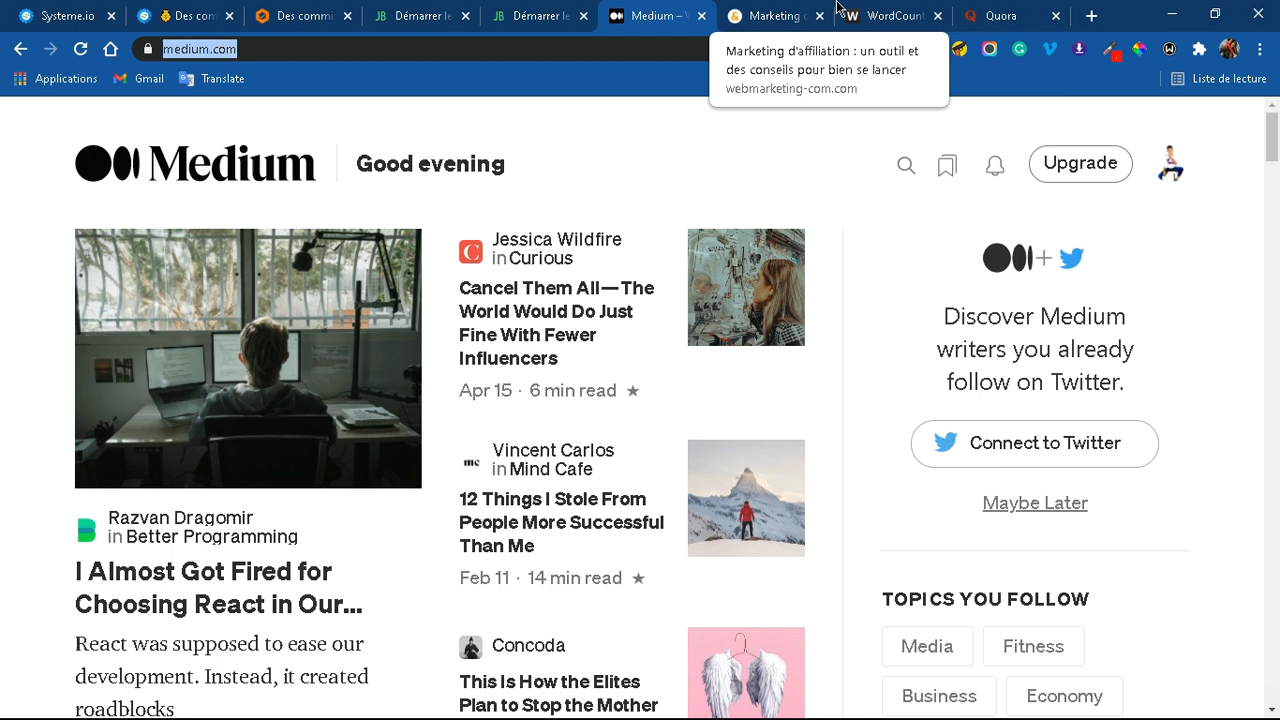 Systeme.io
Des com
Des commi
Démarrer le
Démarrer le
Medium – V
Marketing d
WordCount
Quora
medium.com
Marketing d'affiliation : un outil et
des conseils pour bien se lancer
webmarketing-com.com
Applications
Gmail
Translate
Liste de lecture
Medium
Good evening
Upgrade
Razvan Dragomir
in Better Programming
I Almost Got Fired for
Choosing React in Our...
React was supposed to ease our
development. Instead, it created
roadblocks
Jessica Wildfire
in Curious
Cancel Them All — The
World Would Do Just
Fine With Fewer
Influencers
Apr 15 · 6 min read ★
Vincent Carlos
in Mind Cafe
12 Things I Stole From
People More Successful
Than Me
Feb 11 · 14 min read ★
Concoda
This Is How the Elites
Plan to Stop the Mother
Discover Medium
writers you already
follow on Twitter.
Connect to Twitter
Maybe Later
TOPICS YOU FOLLOW
Media
Fitness
Business
Economy